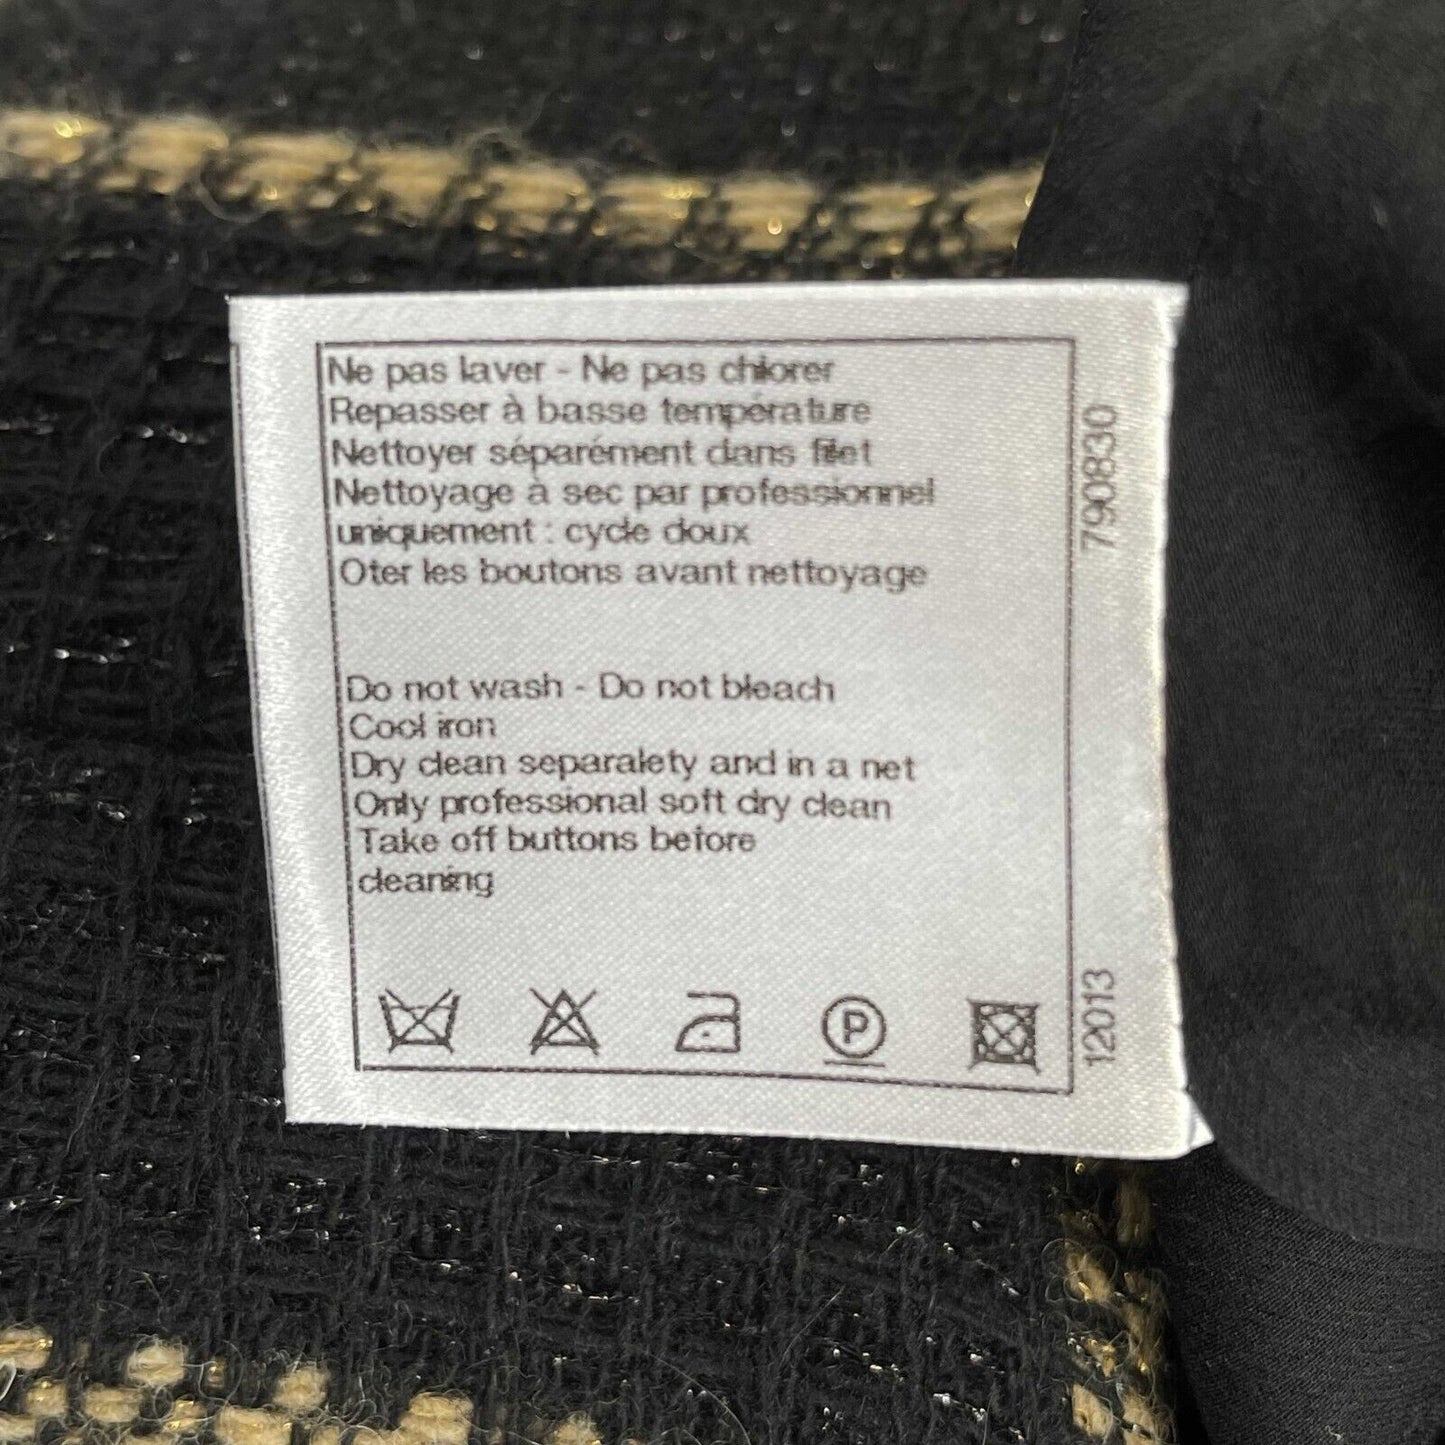 Ne pas laver - Ne pas chlorer
Repasser à basse température
Nettoyer séparément dans filet
Nettoyage à sec par professionnel
uniquement : cycle doux
Oter les boutons avant nettoyage
Do not wash - Do not bleach
Cool iron
Dry clean separalety and in a net
Only professional soft dry clean
Take off buttons before
cleaning
P
790830
12013